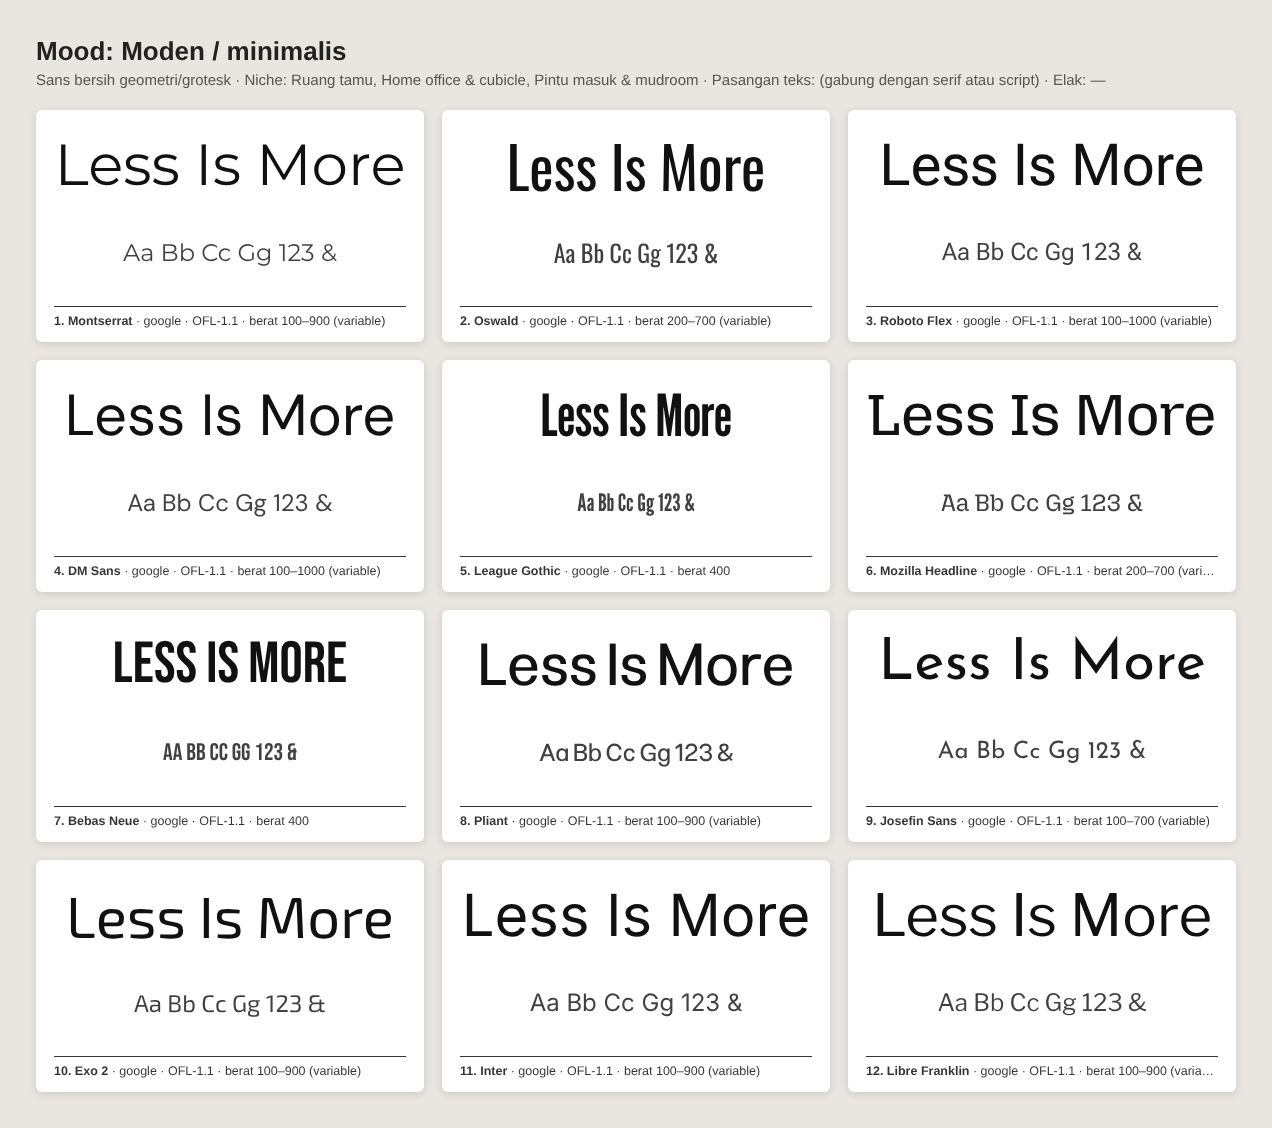 Mood: Moden / minimalis
Sans bersih geometri/grotesk · Niche: Ruang tamu, Home office & cubicle, Pintu masuk & mudroom · Pasangan teks: (gabung dengan serif atau script) · Elak: —
Less Is More
Aa Bb Cc Gg 123 &
1. Montserrat · google · OFL-1.1 · berat 100–900 (variable)
Less Is More
Aa Bb Cc Gg 123 &
2. Oswald · google · OFL-1.1 · berat 200–700 (variable)
Less Is More
Aa Bb Cc Gg 123 &
3. Roboto Flex · google · OFL-1.1 · berat 100–1000 (variable)
Less Is More
Aa Bb Cc Gg 123 &
4. DM Sans · google · OFL-1.1 · berat 100–1000 (variable)
Less Is More
Aa Bb Cc Gg 123 &
5. League Gothic · google · OFL-1.1 · berat 400
Less Is More
Aa Bb Cc Gg 123 &
6. Mozilla Headline · google · OFL-1.1 · berat 200–700 (vari…
LESS IS MORE
AA BB CC GG 123 &
7. Bebas Neue · google · OFL-1.1 · berat 400
Less Is More
Aa Bb Cc Gg 123 &
8. Pliant · google · OFL-1.1 · berat 100–900 (variable)
Less Is More
Aa Bb Cc Gg 123 &
9. Josefin Sans · google · OFL-1.1 · berat 100–700 (variable)
Less Is More
Aa Bb Cc Gg 123 &
10. Exo 2 · google · OFL-1.1 · berat 100–900 (variable)
Less Is More
Aa Bb Cc Gg 123 &
11. Inter · google · OFL-1.1 · berat 100–900 (variable)
Less Is More
Aa Bb Cc Gg 123 &
12. Libre Franklin · google · OFL-1.1 · berat 100–900 (varia…